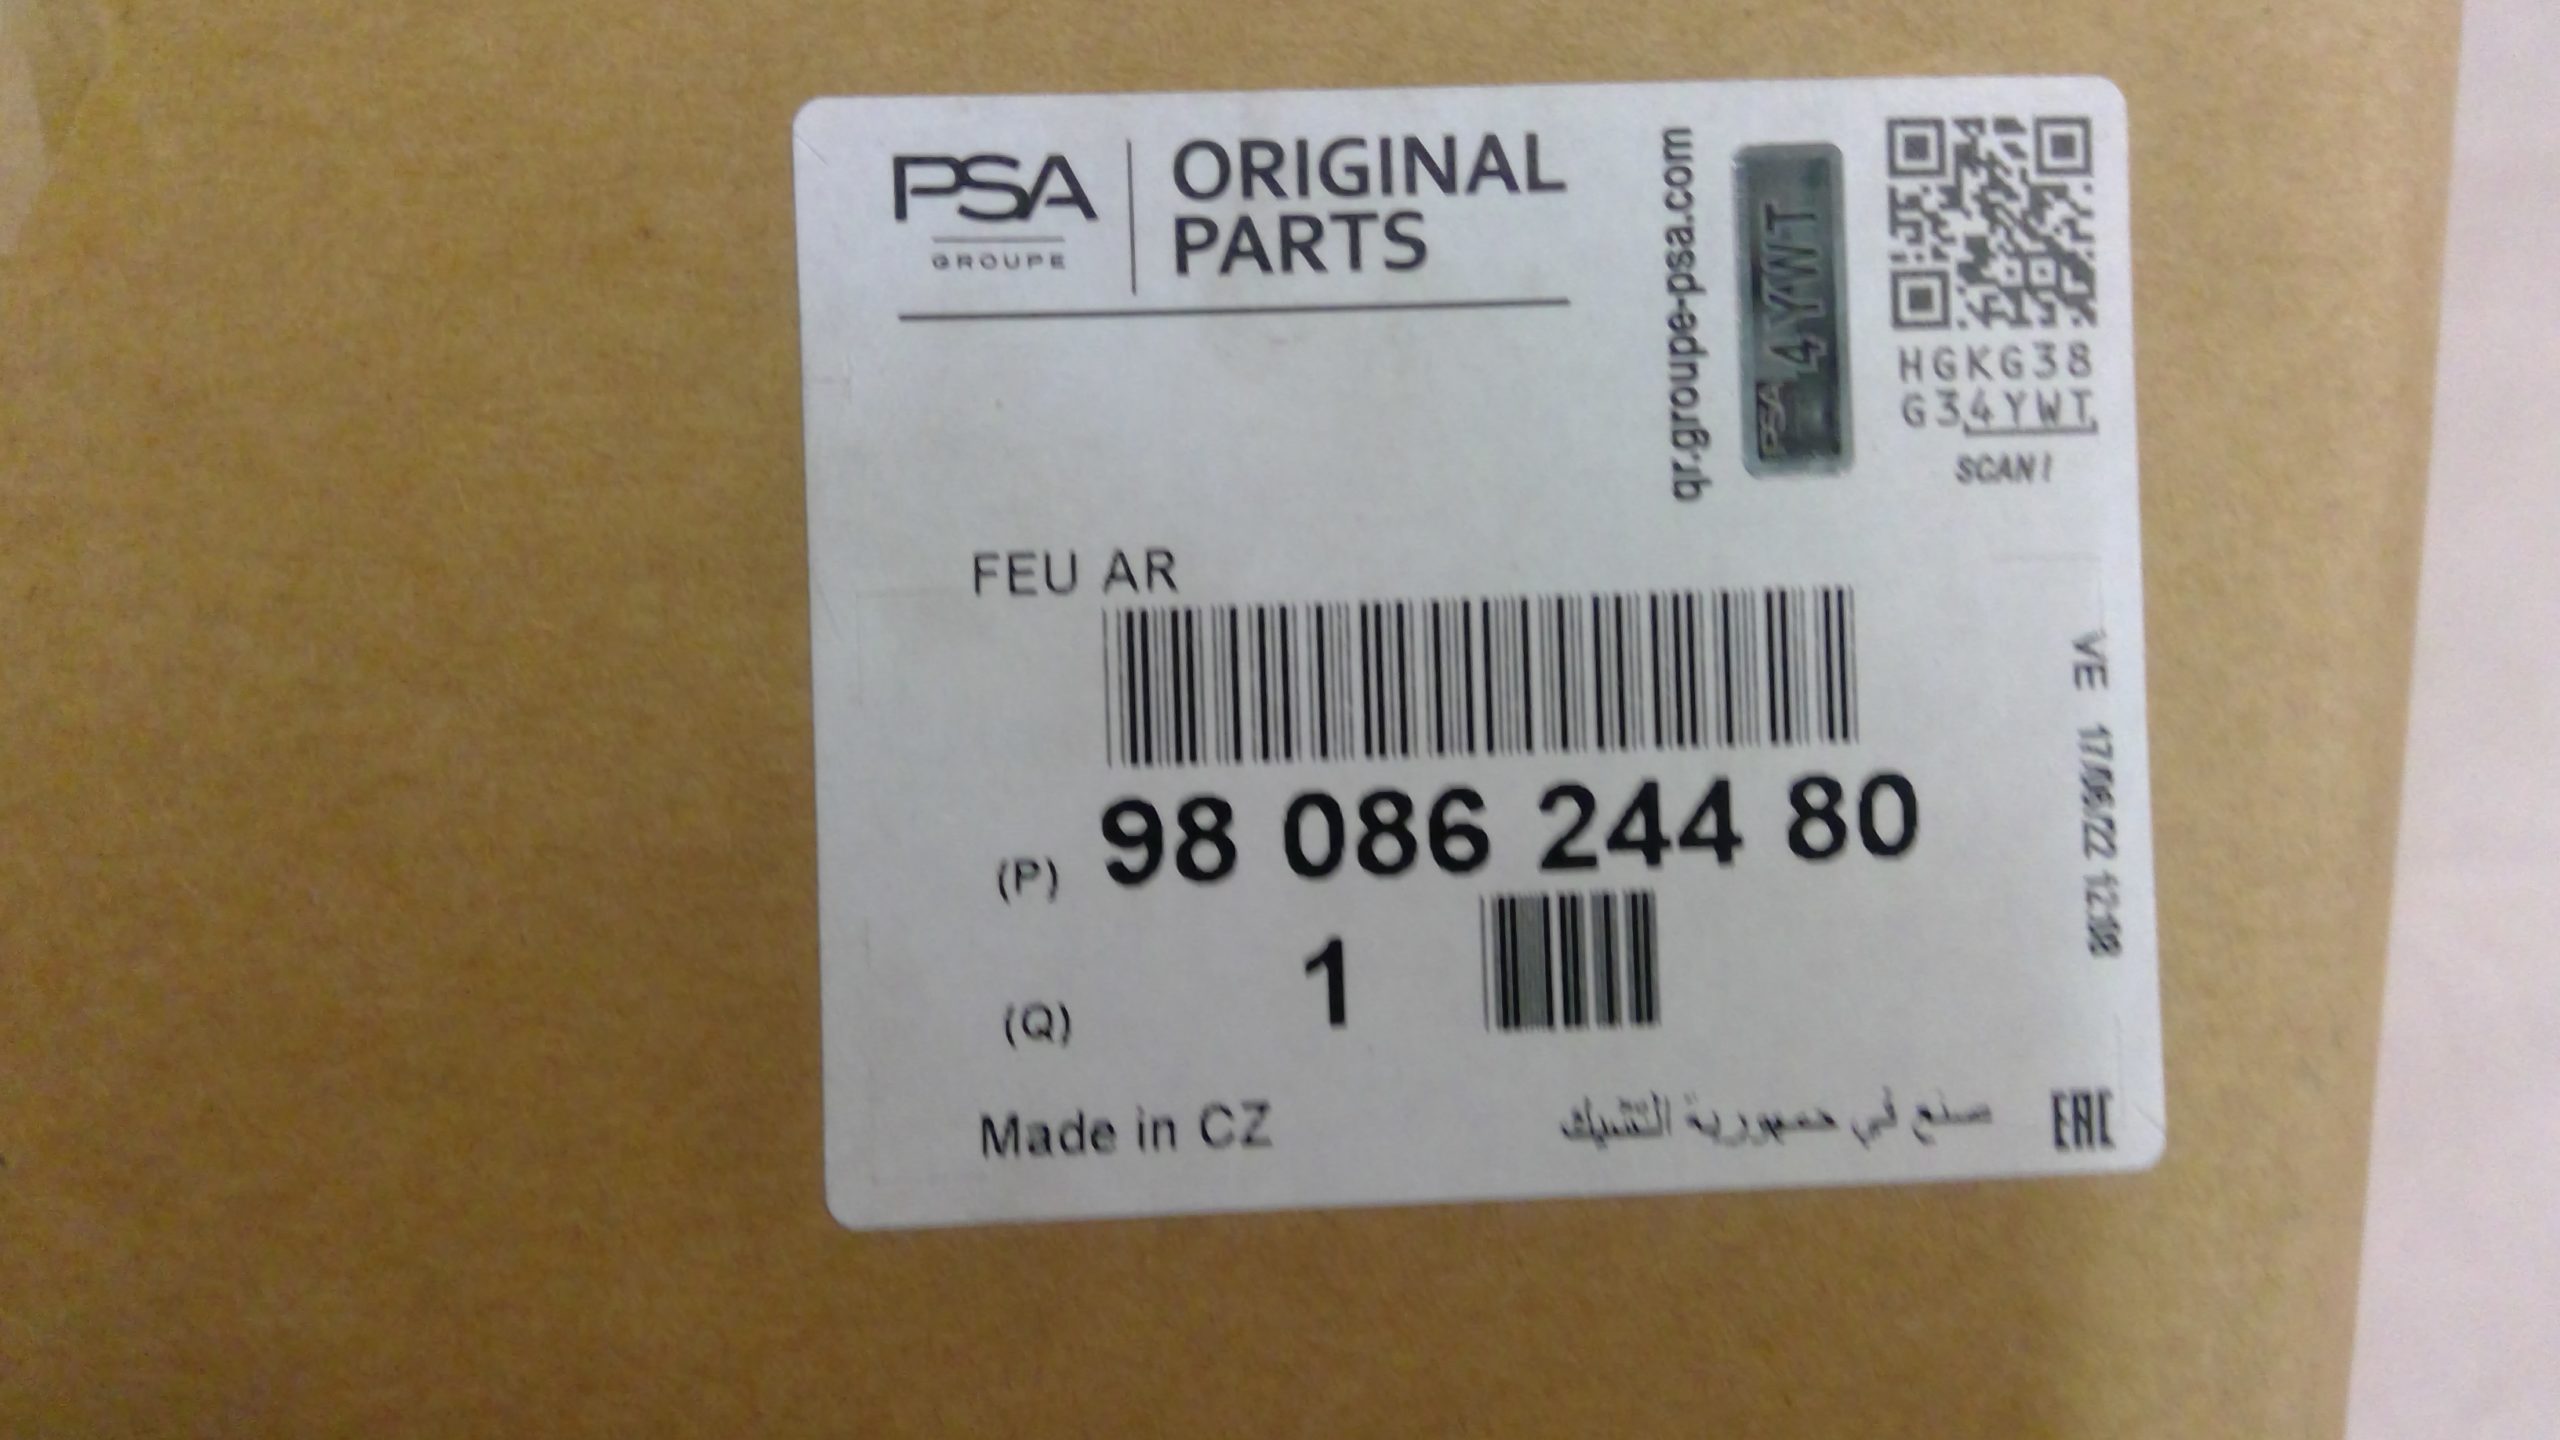 PSA
GROUPE
ORIGINAL
PARTS
qr.groupe-psa.com
PSA 4YWT
HGKG38
G34YWT
SCAN!
FEU AR
(P) 98 086 244 80
(Q) 1
VE 17/06/22 12:18
Made in CZ
صنع في جمهورية التشيك
EAC